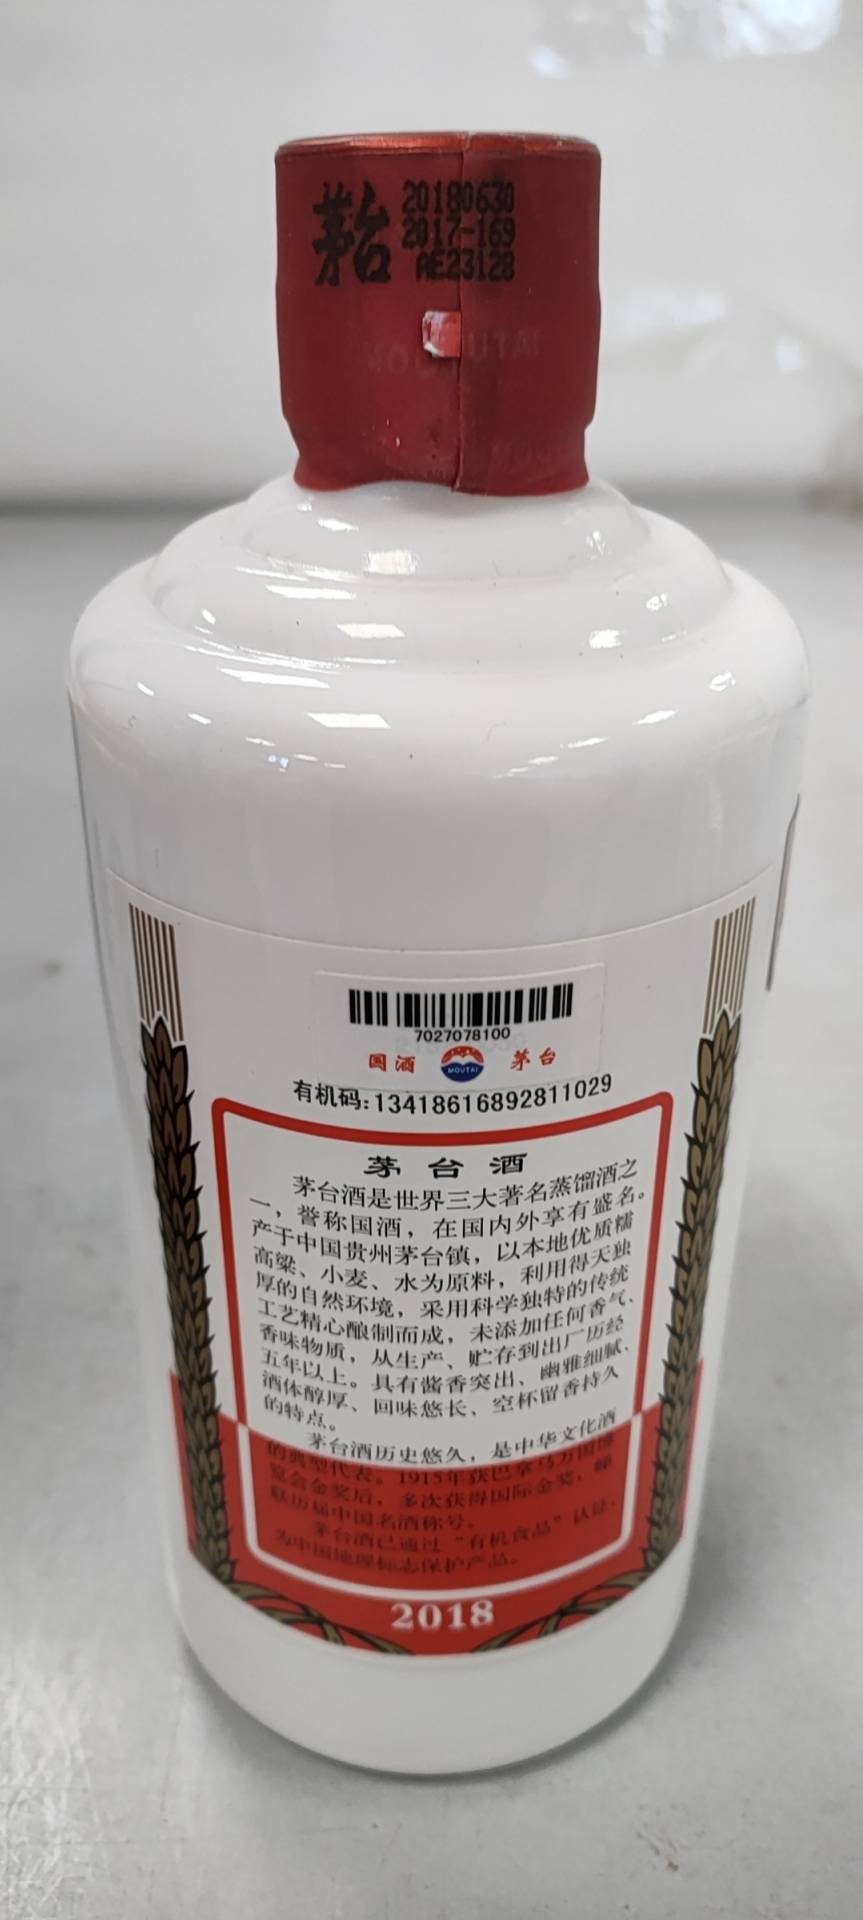 茅台
20180630
2017-169
AE23128
7027078100
国酒 MOUTAI 茅台
有机码:13418616892811029
茅台酒
茅台酒是世界三大著名蒸馏酒之
一，誉称国酒，在国内外享有盛名。
产于中国贵州茅台镇，以本地优质糯
高粱、小麦、水为原料，利用得天独
厚的自然环境，采用科学独特的传统
工艺精心酿制而成，未添加任何香气、
香味物质，从生产、贮存到出厂历经
五年以上。具有酱香突出、幽雅细腻、
酒体醇厚、回味悠长、空杯留香持久
的特点。
茅台酒历史悠久，是中华文化酒
的典型代表。1915年获巴拿马万国博
览会金奖后，多次获得国际金奖，蝉
联历届中国名酒称号。
茅台酒已通过“有机食品”认证，
为中国地理标志保护产品。
2018